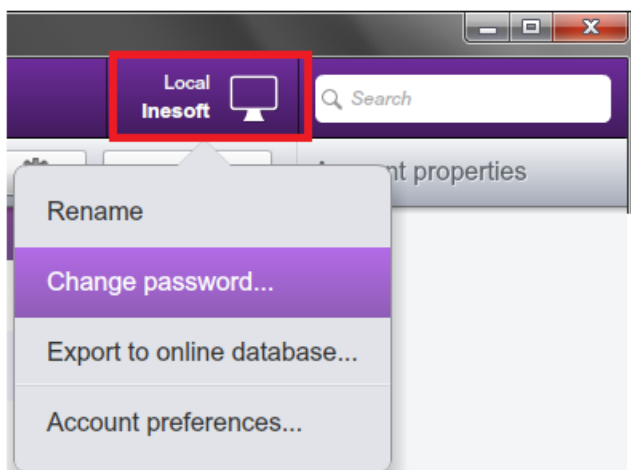 Local
Inesoft
Search
nt properties
Rename
Change password...
Export to online database...
Account preferences...